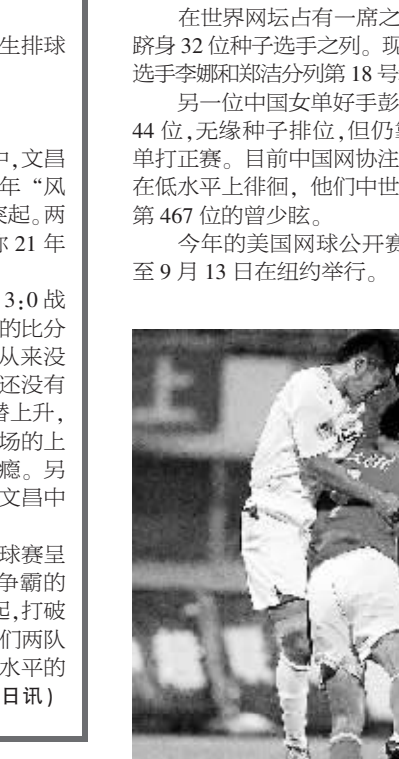 生排球
中,文昌
年“风
突起。两
尔 21 年
3:0 战
的比分
从来没
还没有
替上升,
场的上
瘾。另
文昌中
球赛呈
争霸的
起,打破
们两队
水平的
日讯)
在世界网坛占有一席之
跻身 32 位种子选手之列。现
选手李娜和郑洁分列第 18 号
另一位中国女单好手彭
44 位,无缘种子排位,但仍
单打正赛。目前中国网协注
在低水平上徘徊，他们中世
第 467 位的曾少眩。
今年的美国网球公开赛
至 9 月 13 日在纽约举行。